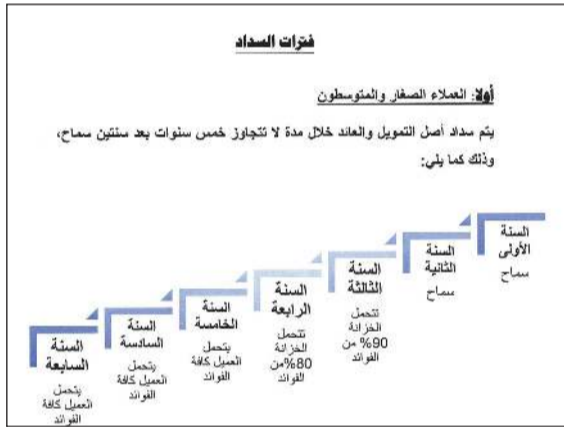 فترات السداد
أولا: العملاء الصغار والمتوسطون
يتم سداد أصل التمويل والعائد خلال مدة لا تتجاوز خمس سنوات بعد سنتين سماح،
وذلك كما يلي:
السنة
الأولى
سماح
السنة
الثانية
سماح
السنة
الثالثة
تتحمل
الخزانة
90% من
الفوائد
السنة
الرابعة
تتحمل
الخزانة
80%من
الفوائد
السنة
الخامسة
يتحمل
العميل كافة
الفوائد
السنة
السادسة
يتحمل
العميل كافة
الفوائد
السنة
السابعة
يتحمل
العميل كافة
الفوائد